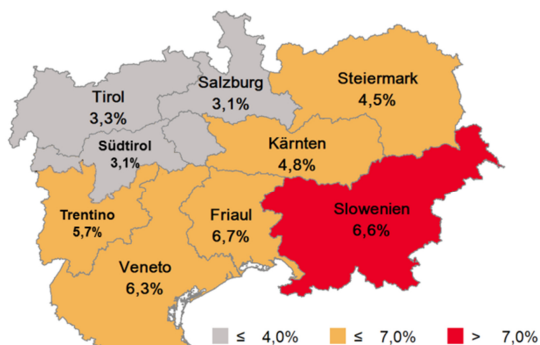 Salzburg
3,1%
Steiermark
4,5%
Tirol
3,3%
Südtirol
3,1%
Kärnten
4,8%
Trentino
5,7%
Friaul
6,7%
Slowenien
6,6%
Veneto
6,3%
≤ 4,0% ≤ 7,0% > 7,0%